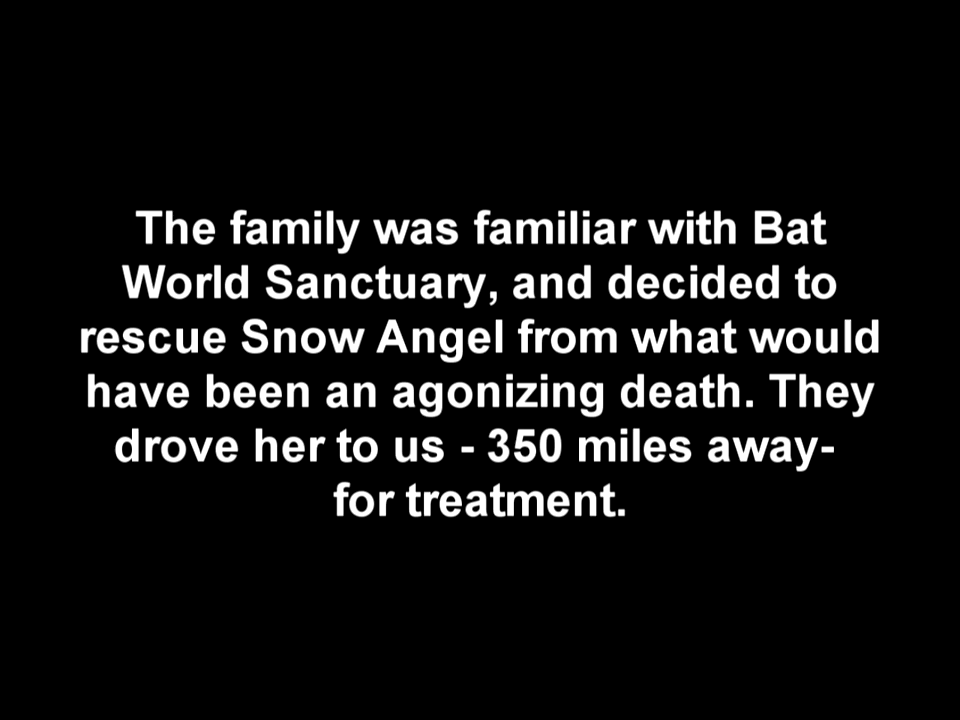 The family was familiar with Bat
World Sanctuary, and decided to
rescue Snow Angel from what would
have been an agonizing death. They
drove her to us - 350 miles away-
for treatment.